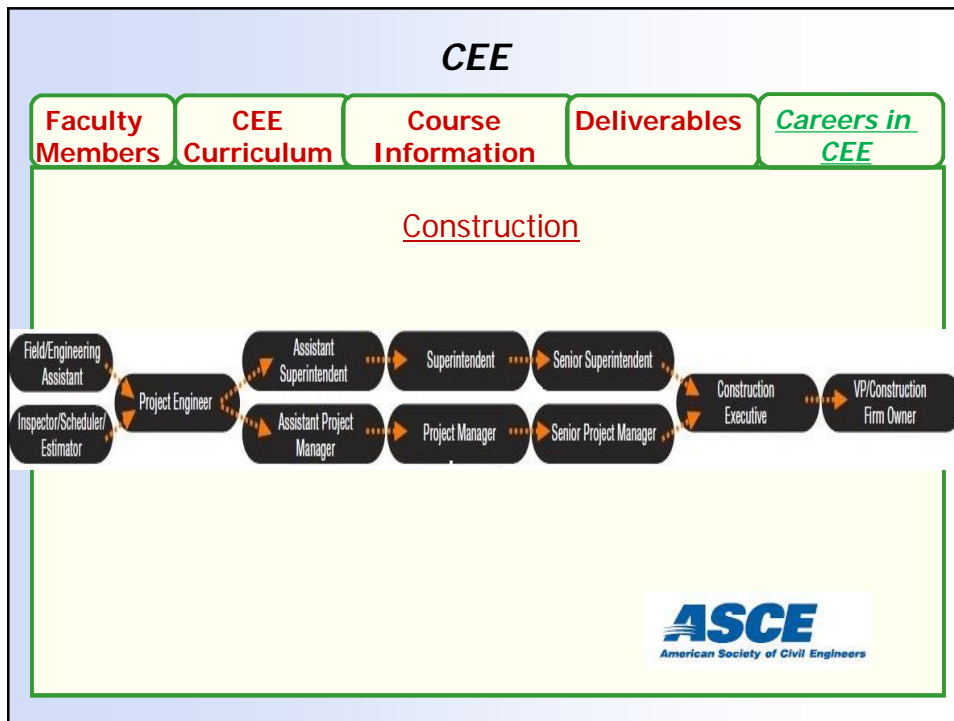 CEE
Faculty
Members
CEE
Curriculum
Course
Information
Deliverables
Careers in
CEE
Construction
Field/Engineering
Assistant
Inspector/Scheduler/
Estimator
Project Engineer
Assistant
Superintendent
Assistant Project
Manager
Superintendent
Project Manager
Senior Superintendent
Senior Project Manager
Construction
Executive
VP/Construction
Firm Owner
ASCE
American Society of Civil Engineers